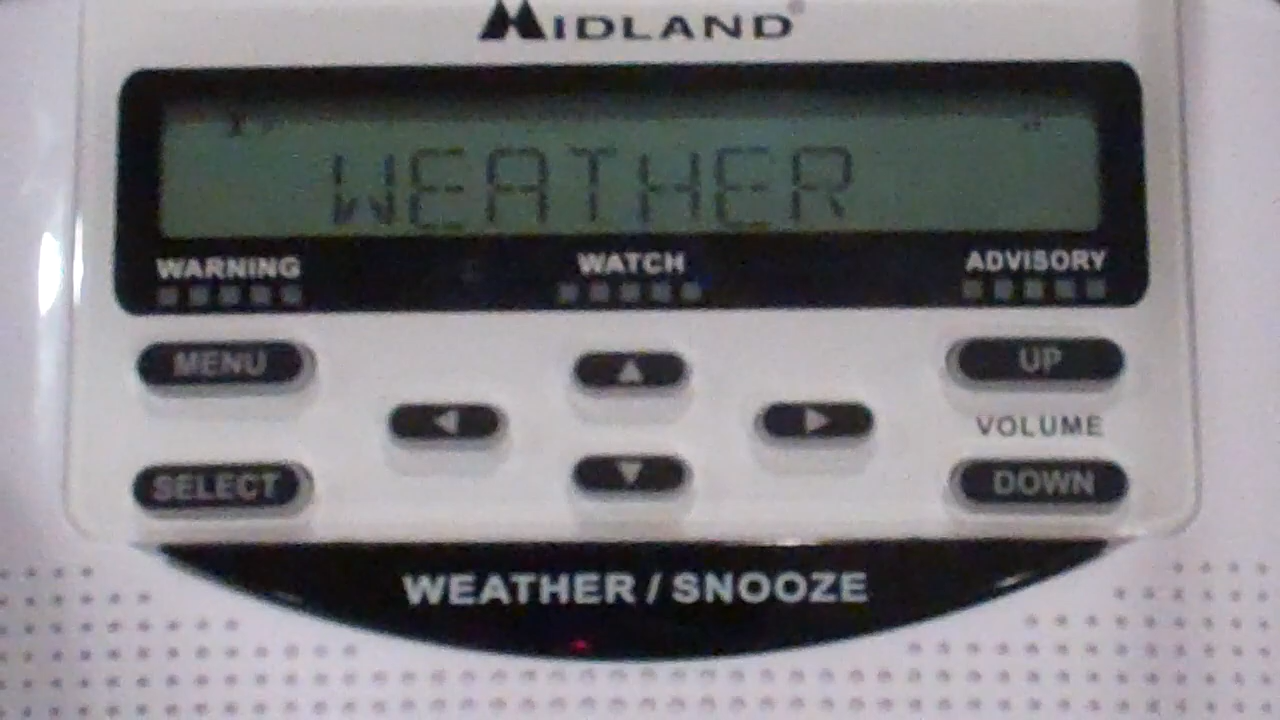 MIDLAND
WEATHER
WARNING WATCH ADVISORY
MENU UP
VOLUME
SELECT DOWN
WEATHER / SNOOZE